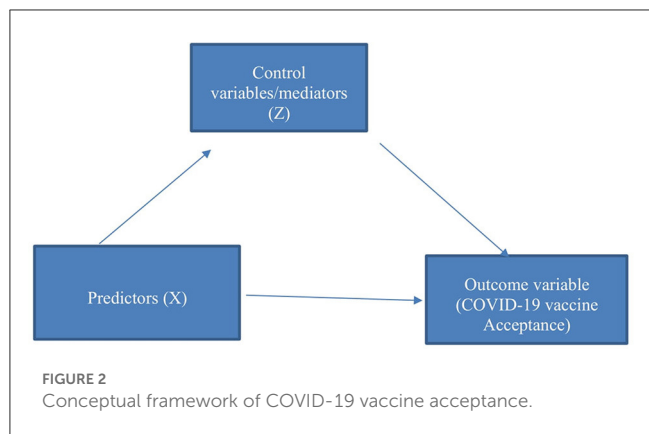 Control
variables/mediators
(Z)
Predictors (X)
Outcome variable
(COVID-19 vaccine
Acceptance)
FIGURE 2
Conceptual framework of COVID-19 vaccine acceptance.